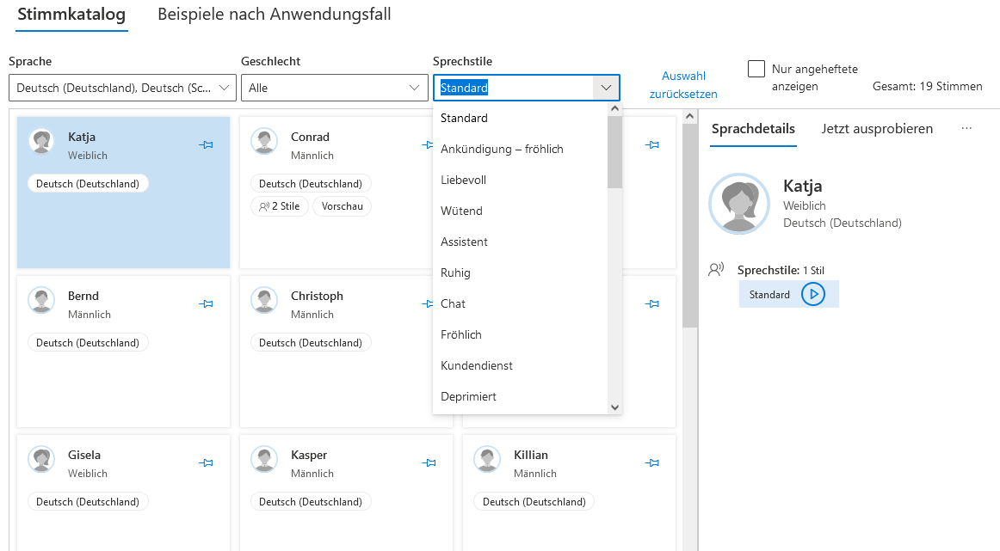 Stimmkatalog
Beispiele nach Anwendungsfall
Sprache
Geschlecht
Sprechstile
Deutsch (Deutschland), Deutsch (Sc...
Alle
Standard
Auswahl
zurücksetzen
Nur angeheftete
anzeigen
Gesamt: 19 Stimmen
Katja
Weiblich
Deutsch (Deutschland)
Conrad
Männlich
Deutsch (Deutschland)
2 Stile
Vorschau
Standard
Ankündigung – fröhlich
Liebevoll
Wütend
Assistent
Ruhig
Chat
Fröhlich
Kundendienst
Deprimiert
Bernd
Männlich
Deutsch (Deutschland)
Christoph
Männlich
Deutsch (Deutschland)
Gisela
Weiblich
Deutsch (Deutschland)
Kasper
Männlich
Deutsch (Deutschland)
Killian
Männlich
Deutsch (Deutschland)
Sprachdetails
Jetzt ausprobieren
...
Katja
Weiblich
Deutsch (Deutschland)
Sprechstile: 1 Stil
Standard